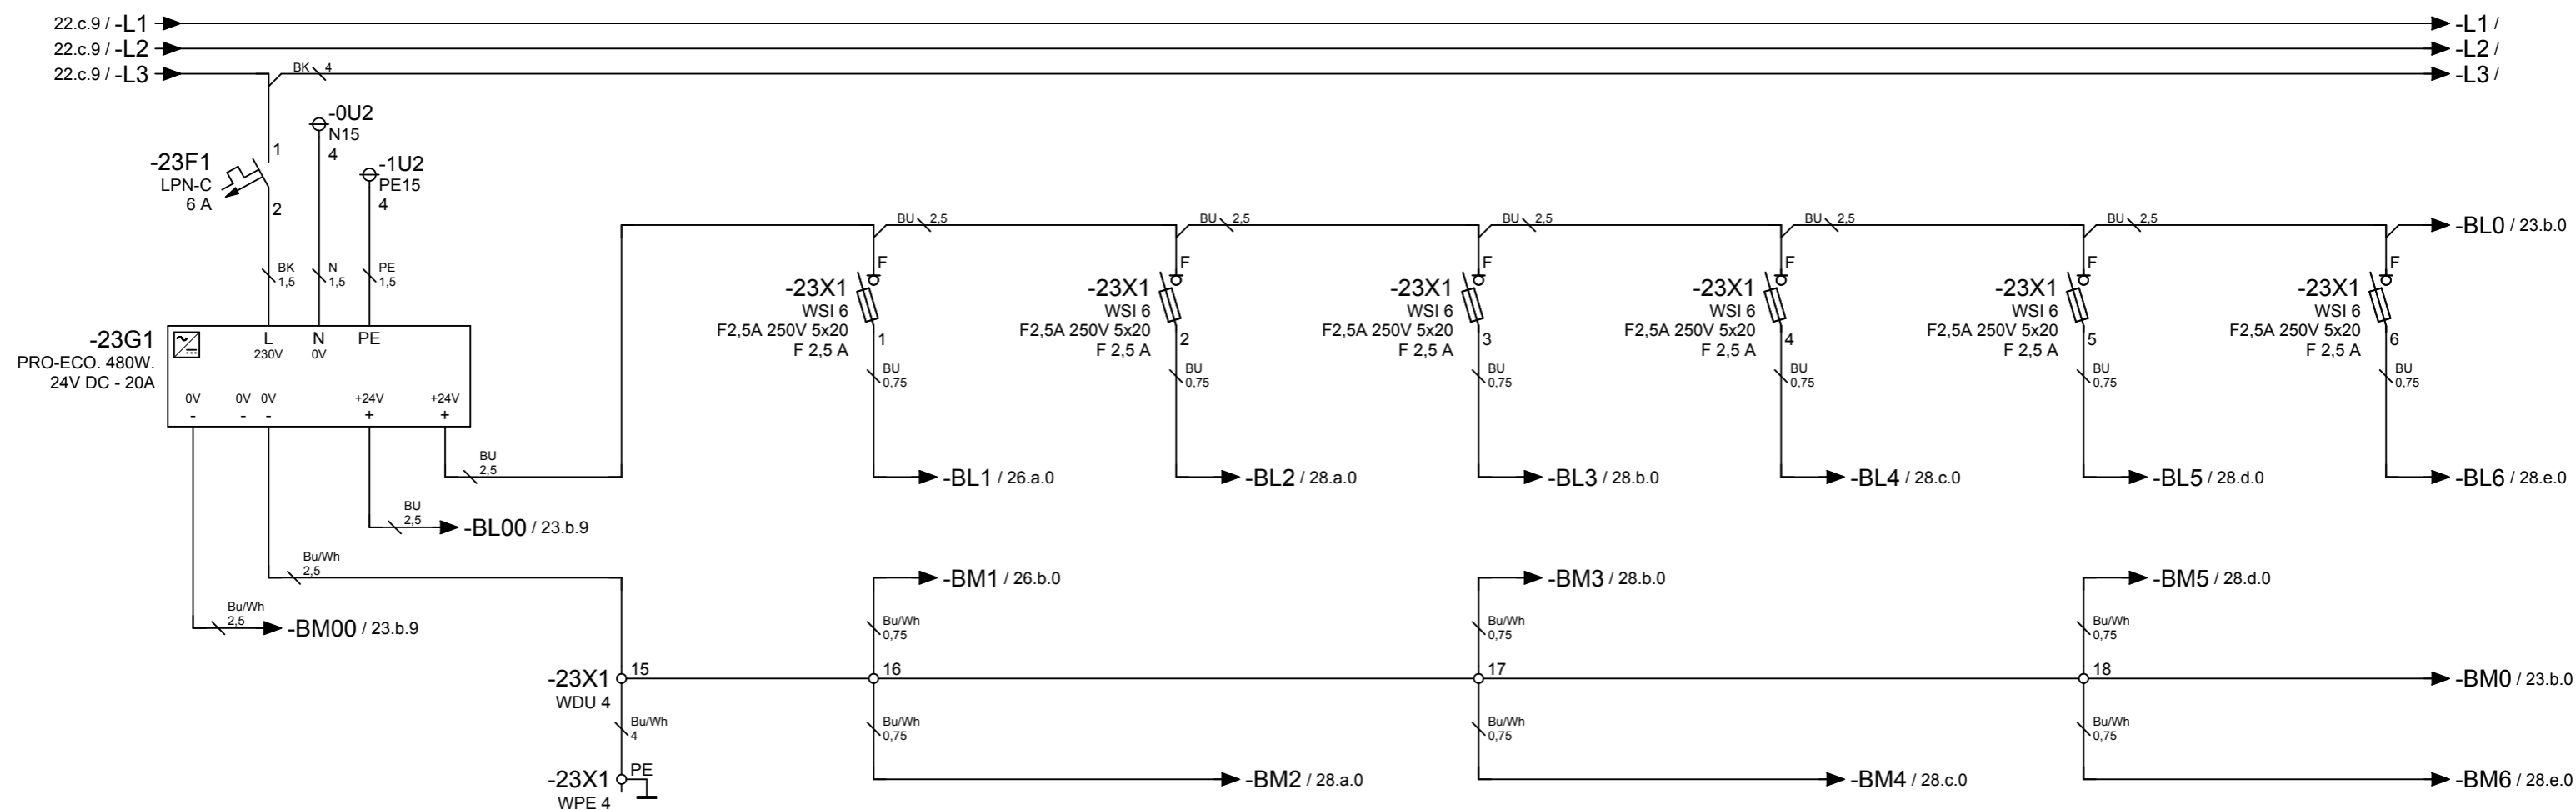 22.c.9 / -L1
-L1 /
22.c.9 / -L2
-L2 /
22.c.9 / -L3
BK 4
-L3 /
-0U2
N15
4
-23F1
LPN-C
6 A
1
2
-1U2
PE15
4
BU 2,5
BU 2,5
BU 2,5
BU 2,5
BU 2,5
-BL0 / 23.b.0
BK
1,5
N
1,5
PE
1,5
F
-23X1
WSI 6
F2,5A 250V 5x20
F 2,5 A
1
BU
0,75
F
-23X1
WSI 6
F2,5A 250V 5x20
F 2,5 A
2
BU
0,75
F
-23X1
WSI 6
F2,5A 250V 5x20
F 2,5 A
3
BU
0,75
F
-23X1
WSI 6
F2,5A 250V 5x20
F 2,5 A
4
BU
0,75
F
-23X1
WSI 6
F2,5A 250V 5x20
F 2,5 A
5
BU
0,75
F
-23X1
WSI 6
F2,5A 250V 5x20
F 2,5 A
6
BU
0,75
-23G1
PRO-ECO. 480W.
24V DC - 20A
L N PE
230V 0V
0V 0V 0V +24V +24V
- - - + +
BU
2,5
-BL1 / 26.a.0
-BL2 / 28.a.0
-BL3 / 28.b.0
-BL4 / 28.c.0
-BL5 / 28.d.0
-BL6 / 28.e.0
BU
2,5
-BL00 / 23.b.9
Bu/Wh
2,5
-BM1 / 26.b.0
-BM3 / 28.b.0
-BM5 / 28.d.0
Bu/Wh
2,5
-BM00 / 23.b.9
Bu/Wh
0,75
Bu/Wh
0,75
Bu/Wh
0,75
-23X1
WDU 4
15
16
17
18
-BM0 / 23.b.0
Bu/Wh
4
Bu/Wh
0,75
Bu/Wh
0,75
Bu/Wh
0,75
-23X1
WPE 4
PE
-BM2 / 28.a.0
-BM4 / 28.c.0
-BM6 / 28.e.0